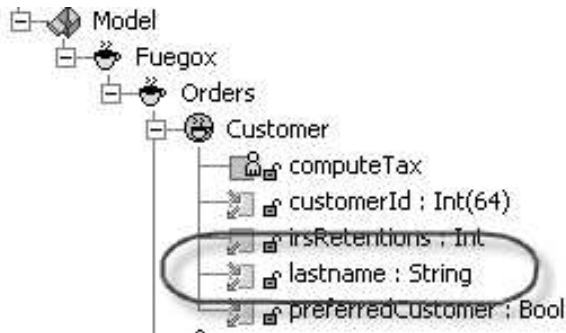 Model
Fuegox
Orders
Customer
computeTax
customerId : Int(64)
irsRetentions : Int
lastname : String
preferredCustomer : Bool